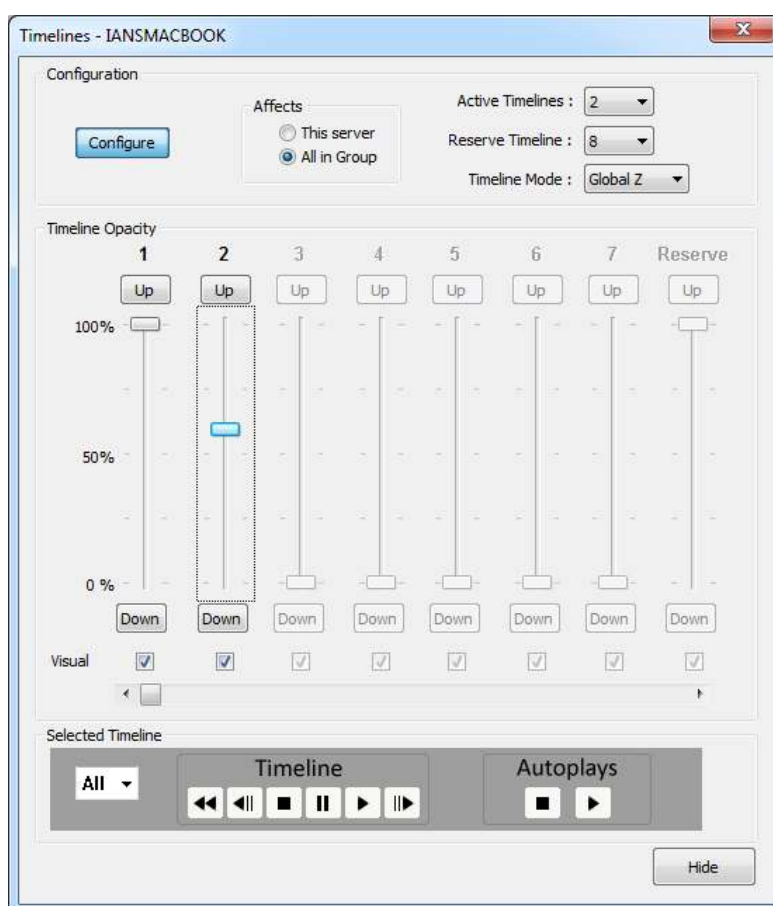 Timelines - IANSMACBOOK
Configuration
Configure
Affects
This server
All in Group
Active Timelines : 2
Reserve Timeline : 8
Timeline Mode : Global Z
Timeline Opacity
1 2 3 4 5 6 7 Reserve
Up Up Up Up Up Up Up Up
100%
50%
0 %
Down Down Down Down Down Down Down Down
Visual
Selected Timeline
All
Timeline
Autoplays
Hide